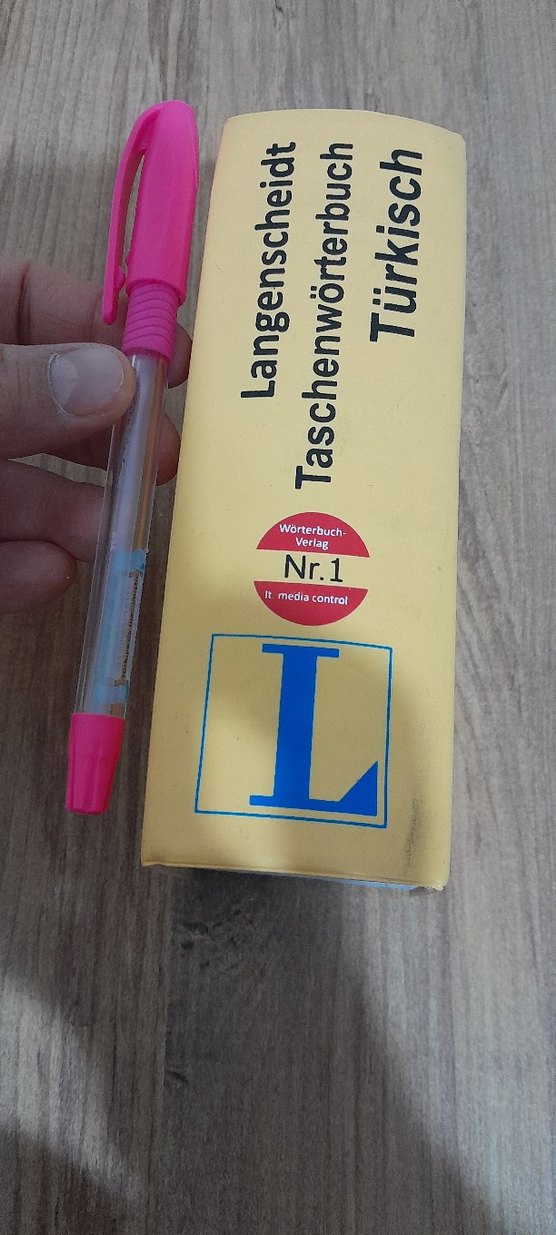 Langenscheidt
Taschenwörterbuch
Türkisch
Wörterbuch-
Verlag
Nr.1
lt. media control
L